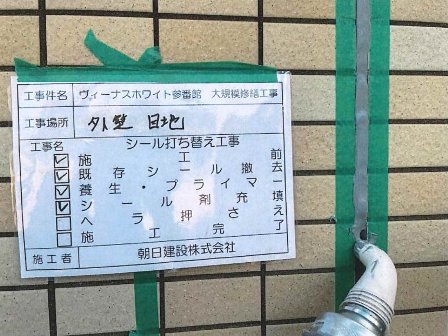 工事件名 ヴィーナスホワイト参番館 大規模修繕工事
工事場所 外壁 目地
工事名 シール打ち替え工事
施工前
既存シール撤去
養生・プライマー
シール剤充填
ヘラ押さえ
施工完了
施工者 朝日建設株式会社